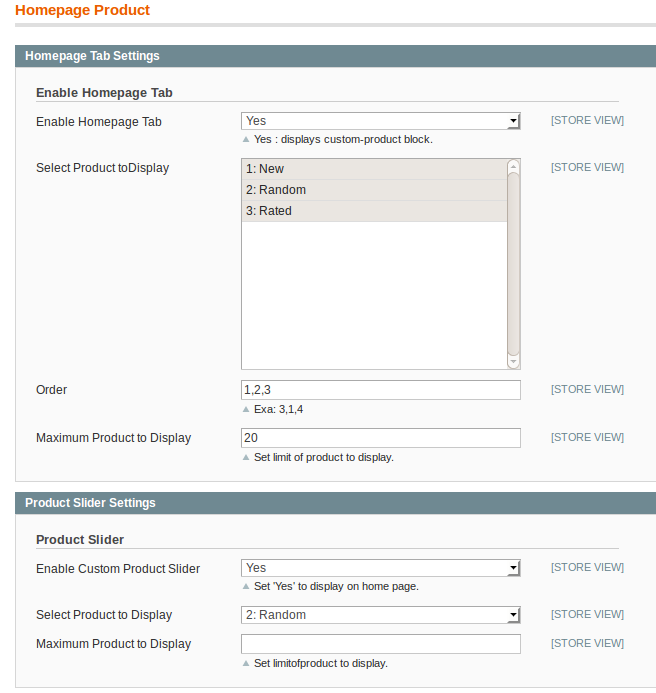 Homepage Product
Homepage Tab Settings
Enable Homepage Tab
Enable Homepage Tab Yes [STORE VIEW]
Yes : displays custom-product block.
Select Product toDisplay 1: New [STORE VIEW]
2: Random
3: Rated
Order 1,2,3 [STORE VIEW]
Exa: 3,1,4
Maximum Product to Display 20 [STORE VIEW]
Set limit of product to display.
Product Slider Settings
Product Slider
Enable Custom Product Slider Yes [STORE VIEW]
Set 'Yes' to display on home page.
Select Product to Display 2: Random [STORE VIEW]
Maximum Product to Display [STORE VIEW]
Set limitofproduct to display.